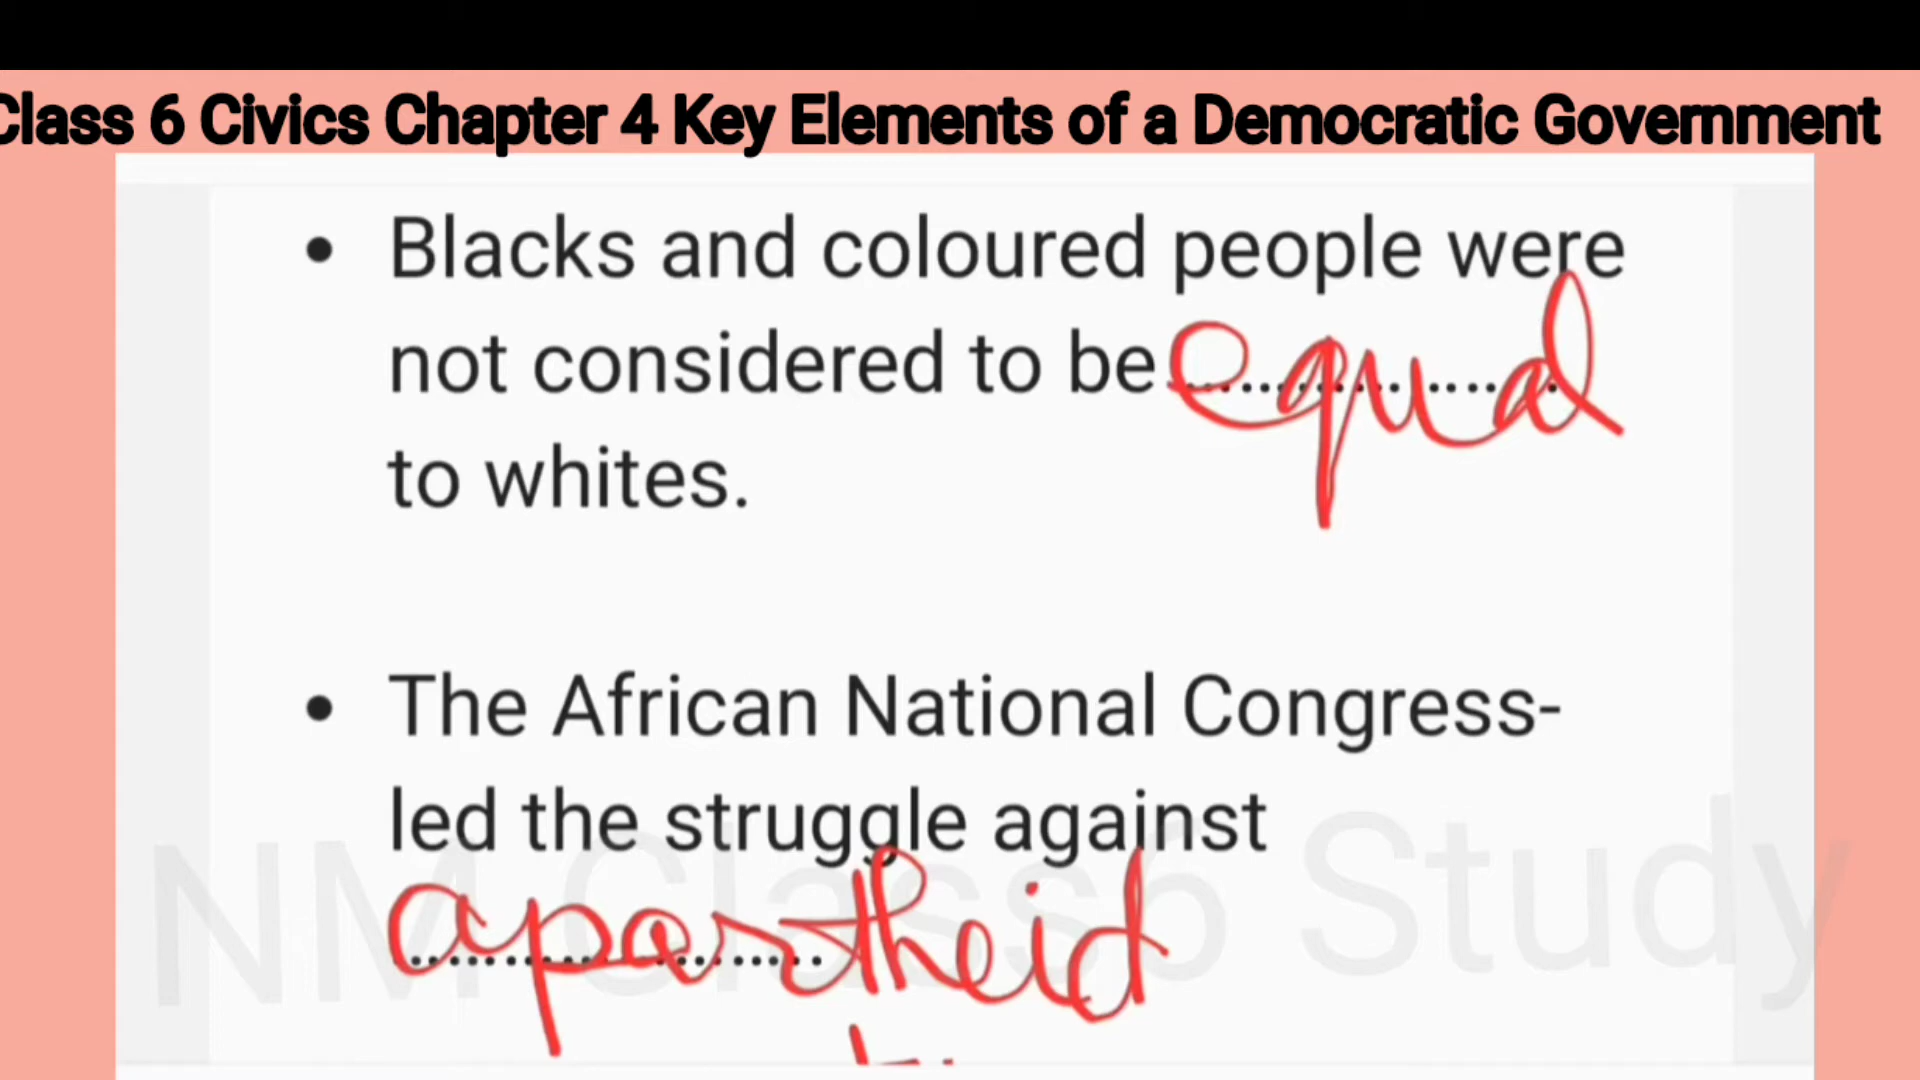 Class 6 Civics Chapter 4 Key Elements of a Democratic Government
• Blacks and coloured people were
not considered to be equal
to whites.
• The African National Congress-
led the struggle against
apartheid
NM Class6 Study